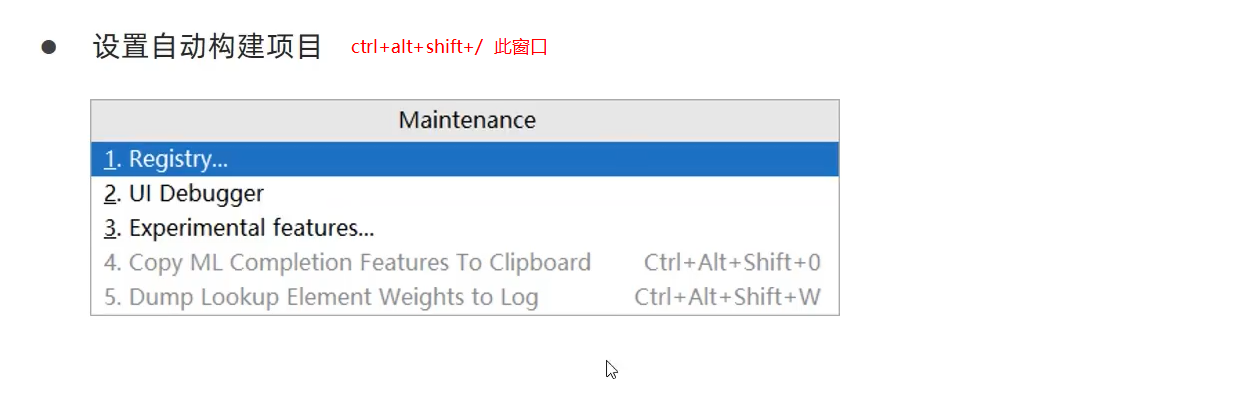 ● 设置自动构建项目 ctrl+alt+shift+/ 此窗口
Maintenance
1. Registry...
2. UI Debugger
3. Experimental features...
4. Copy ML Completion Features To Clipboard Ctrl+Alt+Shift+0
5. Dump Lookup Element Weights to Log Ctrl+Alt+Shift+W